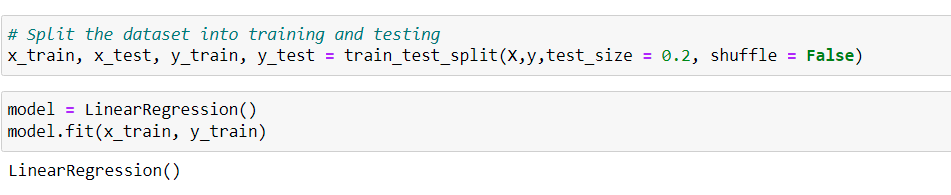 # Split the dataset into training and testing
x_train, x_test, y_train, y_test = train_test_split(X,y,test_size = 0.2, shuffle = False)
model = LinearRegression()
model.fit(x_train, y_train)
LinearRegression()